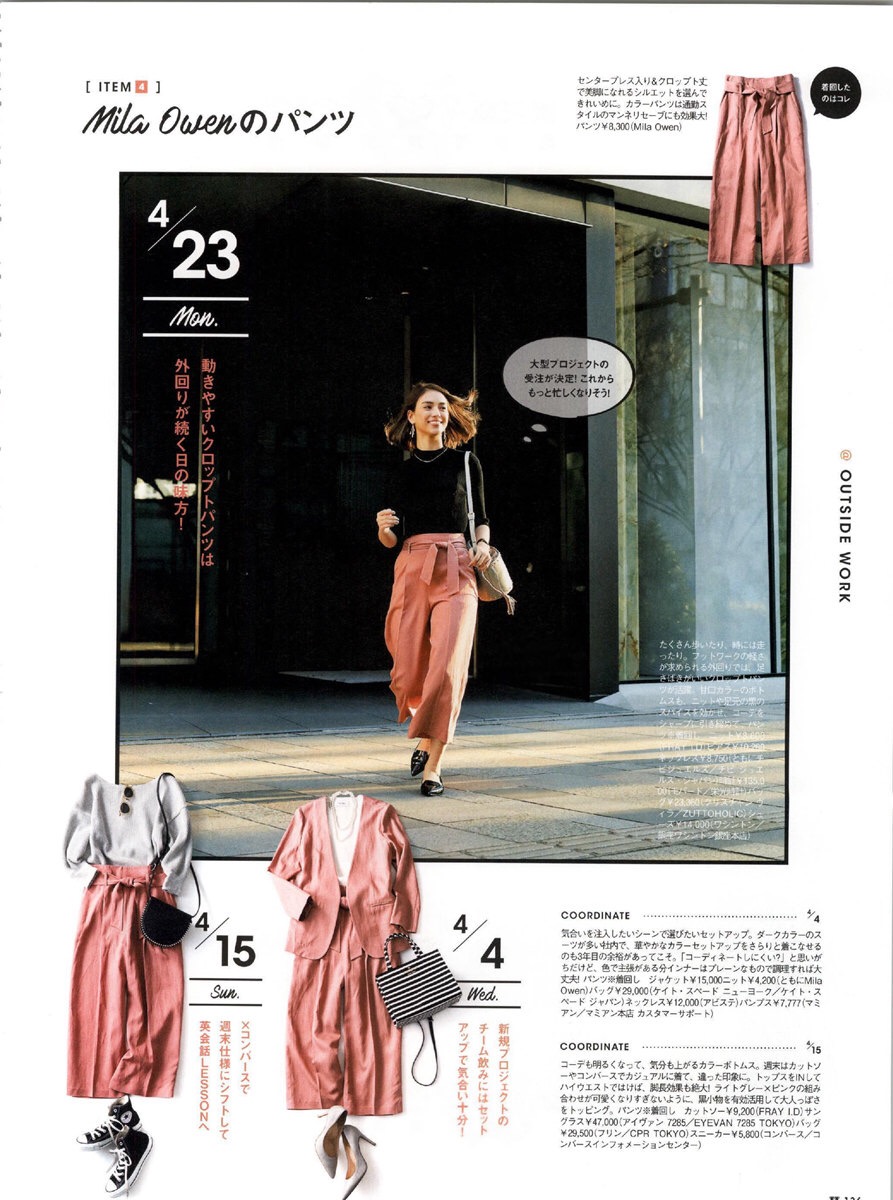 [ ITEM 4 ]
Mila Owenのパンツ
センタープレス入り&クロップト丈
で美脚になれるシルエットを選んで
きれいめに。カラーパンツは通勤ス
タイルのマンネリセーブにも効果大!
パンツ¥8,300(Mila Owen)
着回した
のはコレ
4/23
Mon.
動きやすいクロップトパンツは
外回りが続く日の味方!
大型プロジェクトの
受注が決定! これから
もっと忙しくなりそう!
@ OUTSIDE WORK
たくさん歩いたり、時には走
ったり。フットワークの軽さ
が求められる外回りでは、足
さばきがいいクロップトパン
ツが活躍。甘口カラーのボト
ムスも、ニットや足元の黒の
スパイスを効かせ、コーデを
4/15
Sun.
×コンバースで
週末仕様にシフトして
英会話LESSONへ
4/4
Wed.
新規プロジェクトの
チーム飲みにはセット
アップで気合い十分!
COORDINATE 4/4
気合いを注入したいシーンで選びたいセットアップ。ダークカラーのス
ーツが多い社内で、華やかなカラーセットアップをさらりと着こなせる
のも3年目の余裕があってこそ。「コーディネートしにくい?」と思いが
ちだけど、色で主張がある分インナーはプレーンなもので調理すれば大
丈夫! パンツ※着回し ジャケット¥15,000ニット¥4,200(ともにMila
Owen)バッグ¥29,000(ケイト・スペード ニューヨーク/ケイト・ス
ペード ジャパン)ネックレス¥12,000(アビステ)パンプス¥7,777(マミ
アン/マミアン本店 カスタマーサポート)
COORDINATE 4/15
コーデも明るくなって、気分も上がるカラーボトムス。週末はカットソ
ーやコンバースでカジュアルに着て、違った印象に。トップスをINして
ハイウエストではけば、脚長効果も絶大! ライトグレー×ピンクの組み
合わせが可愛くなりすぎないように、黒小物を有効活用して大人っぽさ
をトッピング。パンツ※着回し カットソー¥9,200(FRAY I.D)サン
グラス¥47,000(アイヴァン 7285/EYEVAN 7285 TOKYO)バッグ
¥29,500(フリン/CPR TOKYO)スニーカー¥5,800(コンバース/コ
ンバースインフォメーションセンター)